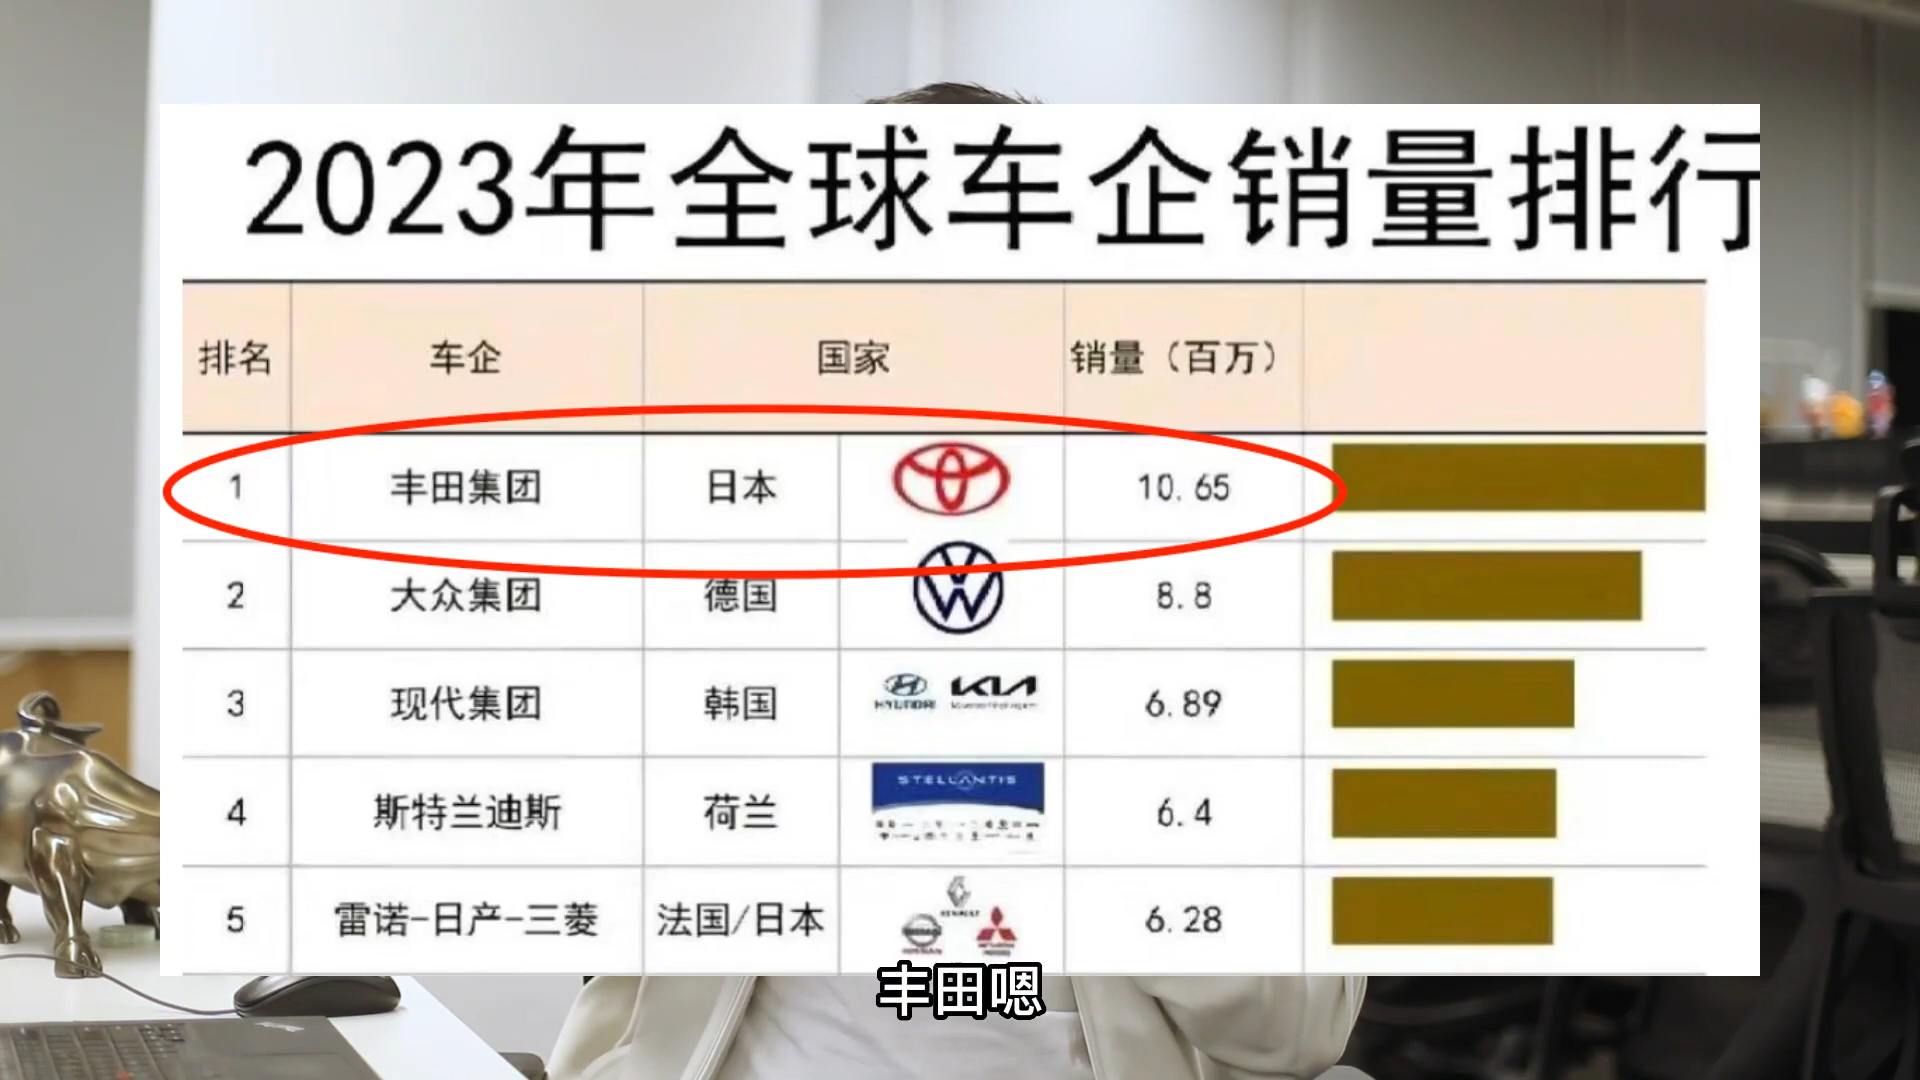 2023年全球车企销量排行
排名 车企 国家 销量（百万）
1 丰田集团 日本 10.65
2 大众集团 德国 8.8
3 现代集团 韩国 HYUNDAI KIA 6.89
4 斯特兰迪斯 荷兰 STELLANTIS 6.4
5 雷诺-日产-三菱 法国/日本 6.28
丰田嗯